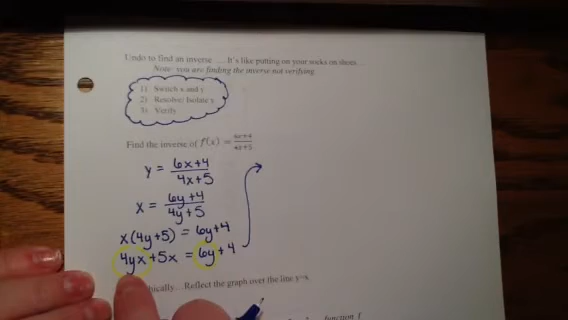 Undo to find an inverse … It's like putting on your socks on shoes…
Note: you are finding the inverse not verifying
1) Switch x and y
2) Resolve: Isolate y
3) Verify
Find the inverse of f(x) = 6x+4/4x+5
y = 6x+4/4x+5
x = 6y+4/4y+5
x(4y+5) = 6y+4
4yx+5x = 6y+4
hically…Reflect the graph over the line y=x.
function 1